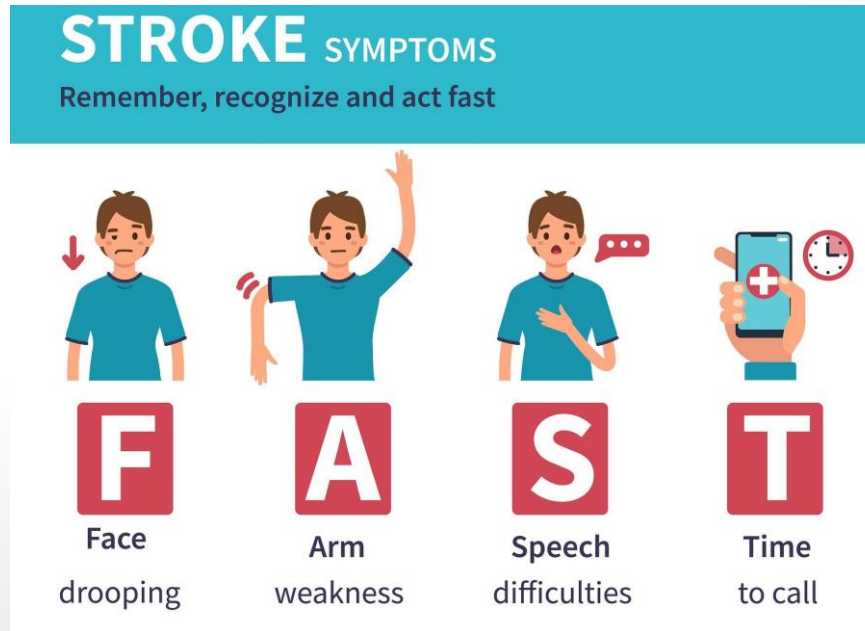 STROKE SYMPTOMS
Remember, recognize and act fast
F A S T
Face Arm Speech Time
drooping weakness difficulties to call